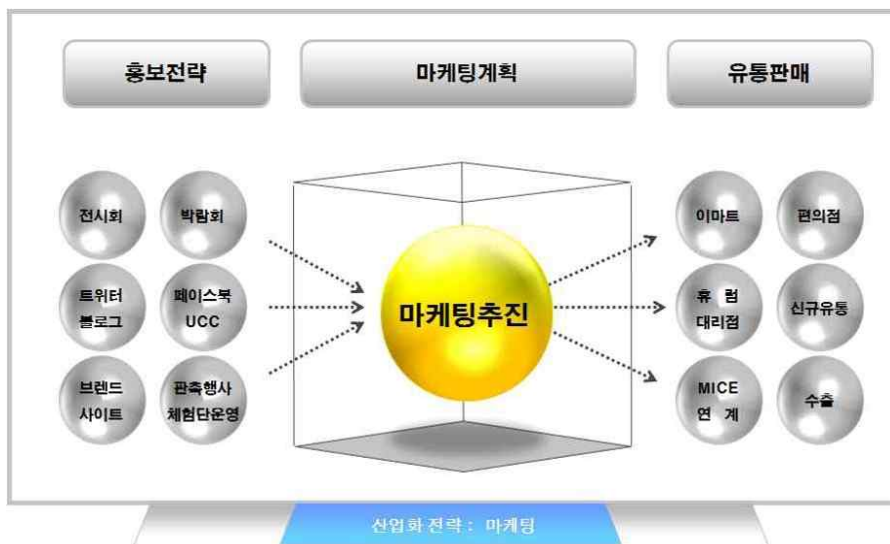 홍보전략
마케팅계획
유통판매
전시회
박람회
트위터
블로그
페이스북
UCC
브렌드
사이트
판촉행사
체험단운영
마케팅추진
이마트
편의점
휴 럼
대리점
신규유통
MICE
연 계
수출
산업화 전략 : 마케팅